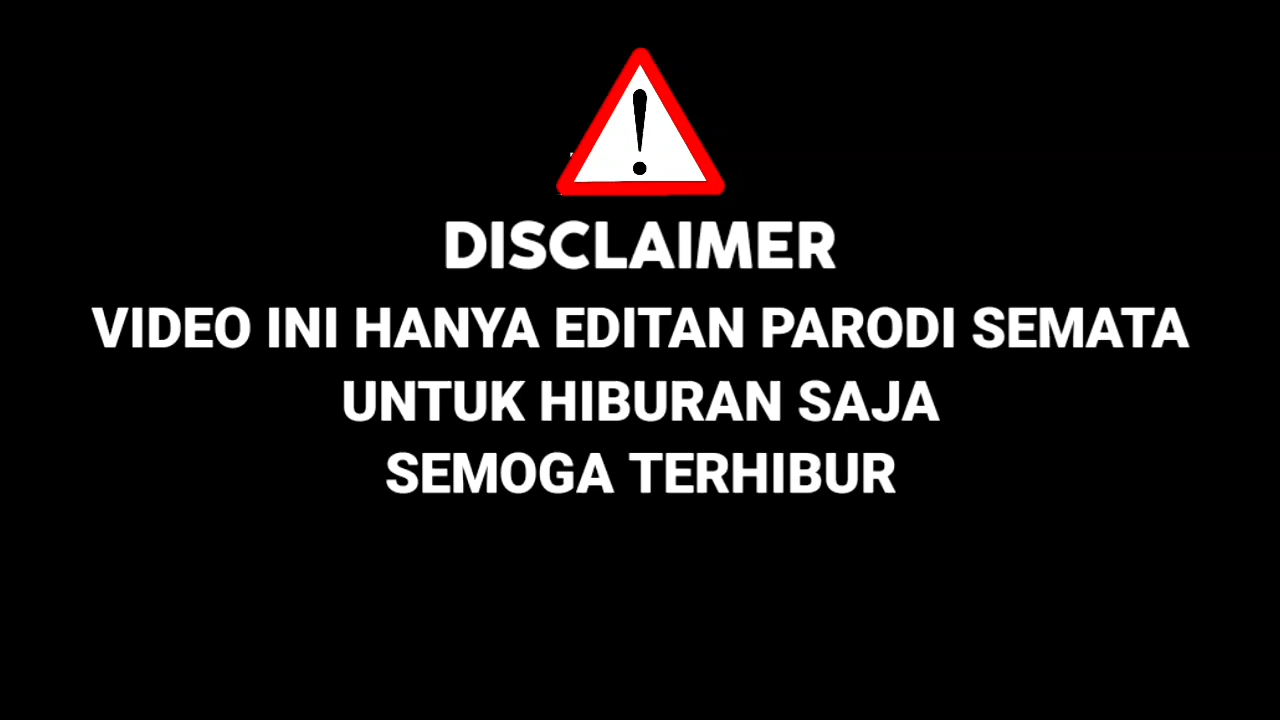 DISCLAIMER
VIDEO INI HANYA EDITAN PARODI SEMATA
UNTUK HIBURAN SAJA
SEMOGA TERHIBUR